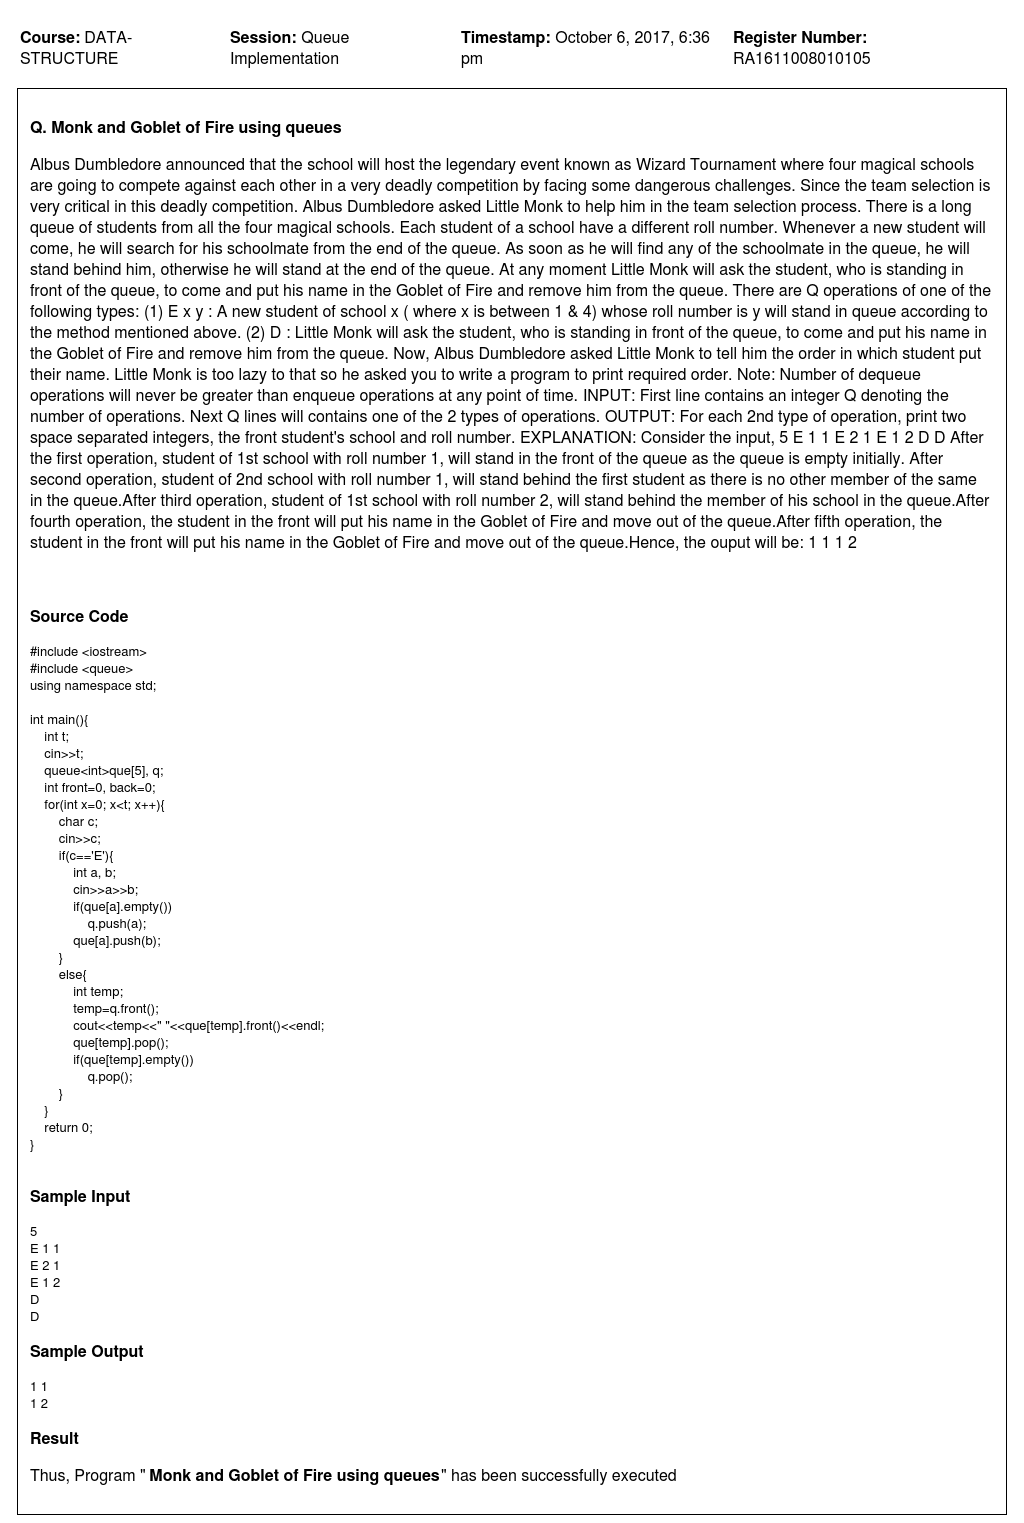 Course: DATA-STRUCTURE
Session: Queue Implementation
Timestamp: October 6, 2017, 6:36 pm
Register Number: RA1611008010105
Q. Monk and Goblet of Fire using queues
Albus Dumbledore announced that the school will host the legendary event known as Wizard Tournament where four magical schools
are going to compete against each other in a very deadly competition by facing some dangerous challenges. Since the team selection is
very critical in this deadly competition. Albus Dumbledore asked Little Monk to help him in the team selection process. There is a long
queue of students from all the four magical schools. Each student of a school have a different roll number. Whenever a new student will
come, he will search for his schoolmate from the end of the queue. As soon as he will find any of the schoolmate in the queue, he will
stand behind him, otherwise he will stand at the end of the queue. At any moment Little Monk will ask the student, who is standing in
front of the queue, to come and put his name in the Goblet of Fire and remove him from the queue. There are Q operations of one of the
following types: (1) E x y : A new student of school x ( where x is between 1 & 4) whose roll number is y will stand in queue according to
the method mentioned above. (2) D : Little Monk will ask the student, who is standing in front of the queue, to come and put his name in
the Goblet of Fire and remove him from the queue. Now, Albus Dumbledore asked Little Monk to tell him the order in which student put
their name. Little Monk is too lazy to that so he asked you to write a program to print required order. Note: Number of dequeue
operations will never be greater than enqueue operations at any point of time. INPUT: First line contains an integer Q denoting the
number of operations. Next Q lines will contains one of the 2 types of operations. OUTPUT: For each 2nd type of operation, print two
space separated integers, the front student's school and roll number. EXPLANATION: Consider the input, 5 E 1 1 E 2 1 E 1 2 D D After
the first operation, student of 1st school with roll number 1, will stand in the front of the queue as the queue is empty initially. After
second operation, student of 2nd school with roll number 1, will stand behind the first student as there is no other member of the same
in the queue.After third operation, student of 1st school with roll number 2, will stand behind the member of his school in the queue.After
fourth operation, the student in the front will put his name in the Goblet of Fire and move out of the queue.After fifth operation, the
student in the front will put his name in the Goblet of Fire and move out of the queue.Hence, the ouput will be: 1 1 1 2
Source Code
#include <iostream>
#include <queue>
using namespace std;
int main(){
    int t;
    cin>>t;
    queue<int>que[5], q;
    int front=0, back=0;
    for(int x=0; x<t; x++){
        char c;
        cin>>c;
        if(c=='E'){
            int a, b;
            cin>>a>>b;
            if(que[a].empty())
                q.push(a);
            que[a].push(b);
        }
        else{
            int temp;
            temp=q.front();
            cout<<temp<<" "<<que[temp].front()<<endl;
            que[temp].pop();
            if(que[temp].empty())
                q.pop();
        }
    }
    return 0;
}
Sample Input
5
E 1 1
E 2 1
E 1 2
D
D
Sample Output
1 1
1 2
Result
Thus, Program " Monk and Goblet of Fire using queues" has been successfully executed